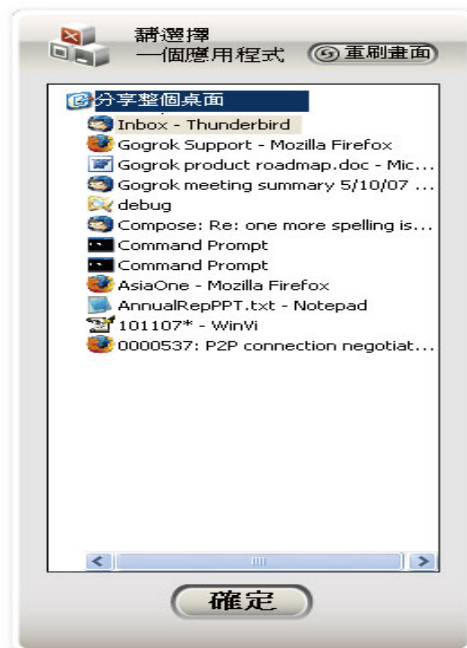 請選擇
一個應用程式
重刷畫面
分享整個桌面
Inbox - Thunderbird
Gogrok Support - Mozilla Firefox
Gogrok product roadmap.doc - Mic...
Gogrok meeting summary 5/10/07 ...
debug
Compose: Re: one more spelling is...
Command Prompt
Command Prompt
AsiaOne - Mozilla Firefox
AnnualRepPPT.txt - Notepad
101107* - WinVi
0000537: P2P connection negotiat...
確定